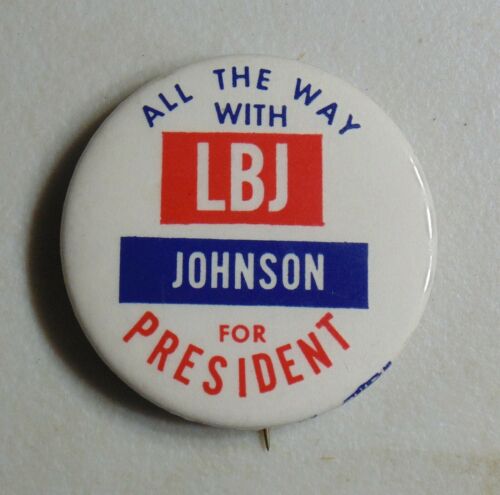 ALL THE WAY
WITH
LBJ
JOHNSON
FOR
PRESIDENT